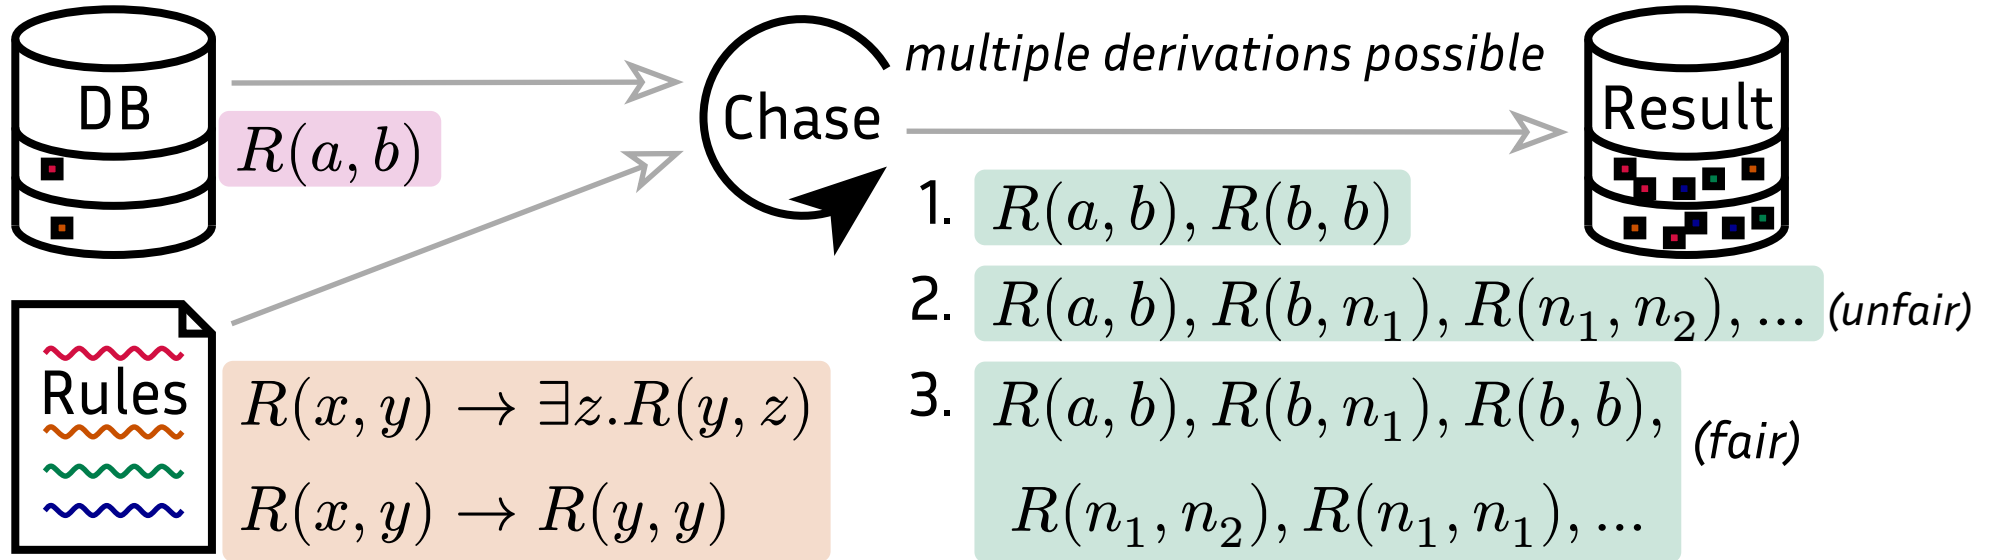 DB
R(a, b)
Rules
R(x, y) → ∃z.R(y, z)
R(x, y) → R(y, y)
Chase
multiple derivations possible
Result
1. R(a, b), R(b, b)
2. R(a, b), R(b, n₁), R(n₁, n₂), ... (unfair)
3. R(a, b), R(b, n₁), R(b, b),
R(n₁, n₂), R(n₁, n₁), ...
(fair)